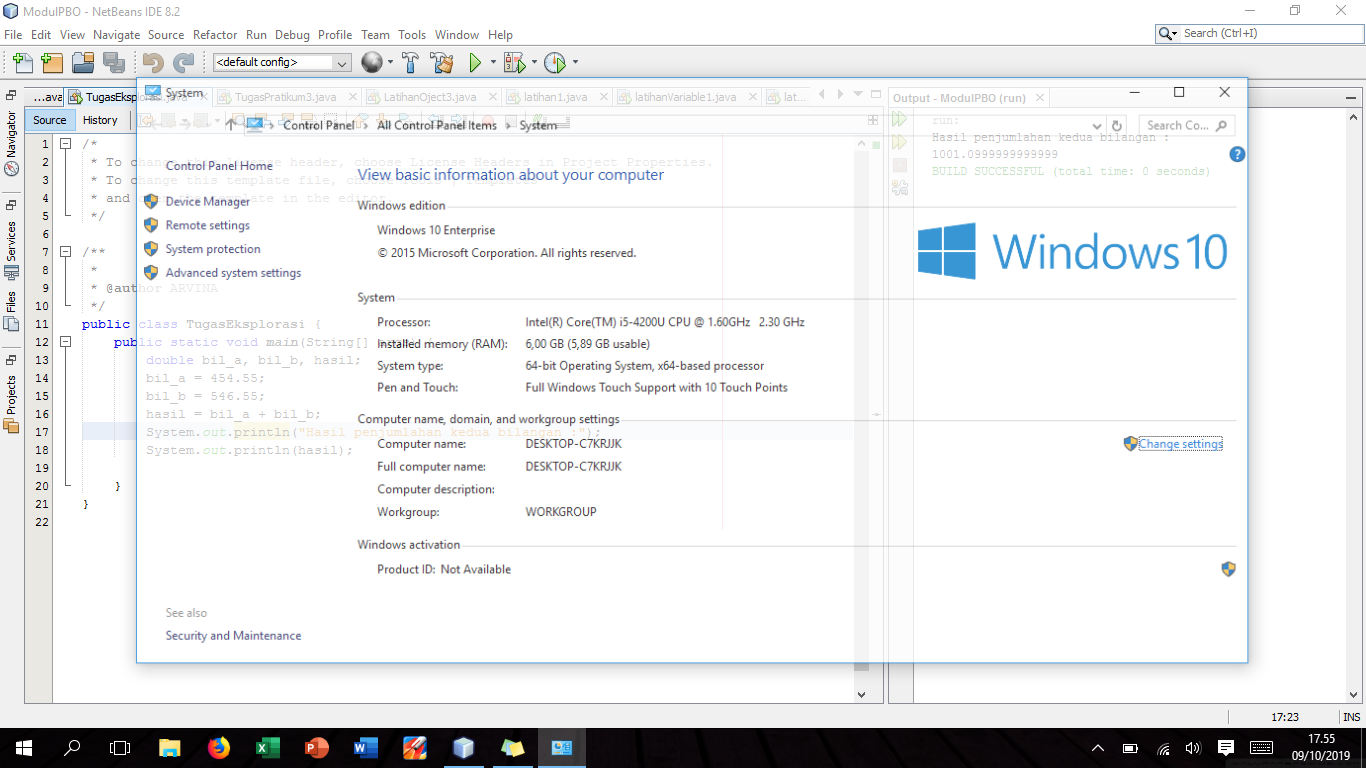 ModulPBO - NetBeans IDE 8.2
File Edit View Navigate Source Refactor Run Debug Profile Team Tools Window Help
Search (Ctrl+I)
<default config>
...ava TugasEksplorasi.java TugasPratikum3.java LatihanOject3.java latihan1.java latihanVariable1.java lat...
Output - ModulPBO (run)
Source History
Navigator
Services
Files
Projects
System
Control Panel All Control Panel Items System
Search Co...
Control Panel Home
Device Manager
Remote settings
System protection
Advanced system settings
See also
Security and Maintenance
View basic information about your computer
Windows edition
Windows 10 Enterprise
© 2015 Microsoft Corporation. All rights reserved.
Windows 10
System
Processor: Intel(R) Core(TM) i5-4200U CPU @ 1.60GHz 2.30 GHz
Installed memory (RAM): 6,00 GB (5,89 GB usable)
System type: 64-bit Operating System, x64-based processor
Pen and Touch: Full Windows Touch Support with 10 Touch Points
Computer name, domain, and workgroup settings
Computer name: DESKTOP-C7KRJJK
Change settings
Full computer name: DESKTOP-C7KRJJK
Computer description:
Workgroup: WORKGROUP
Windows activation
Product ID: Not Available
1 /*
2 * To change this license header, choose License Headers in Project Properties.
3 * To change this template file, choose
4 * and in the editor
5 */
6
7 /**
8 *
9 * @author ARVINA
10 */
11 public class TugasEksplorasi {
12 public static void main(String[]
13 double bil_a, bil_b, hasil;
14 bil_a = 454.55;
15 bil_b = 546.55;
16 hasil = bil_a + bil_b;
17 System.out.println("Hasil penjumlahan kedua bilangan :");
18 System.out.println(hasil);
19
20 }
21 }
22
run:
Hasil penjumlahan kedua bilangan :
1001.0999999999999
BUILD SUCCESSFUL (total time: 0 seconds)
17:23 INS
17.55
09/10/2019